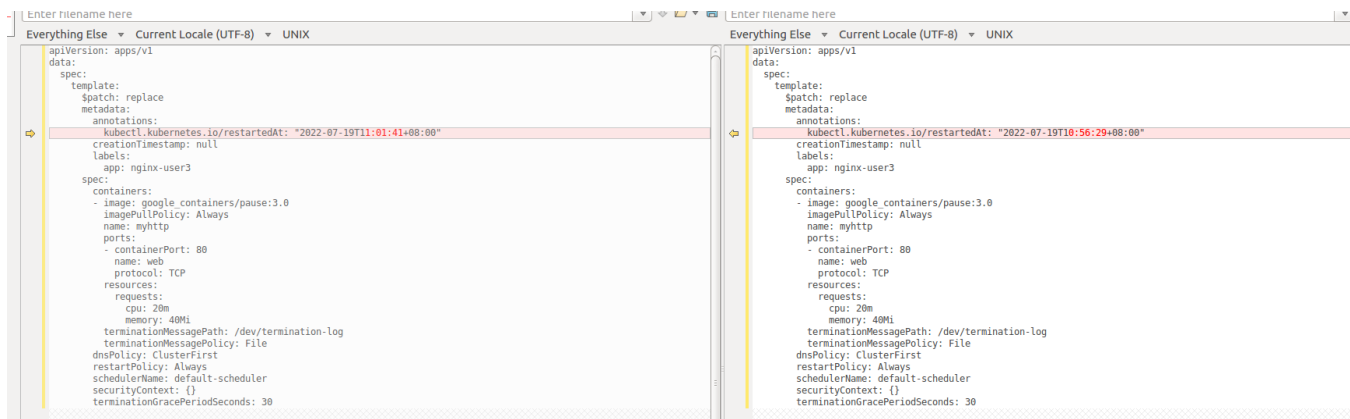 Enter filename here
Everything Else Current Locale (UTF-8) UNIX
apiVersion: apps/v1
data:
  spec:
    template:
      $patch: replace
      metadata:
        annotations:
          kubectl.kubernetes.io/restartedAt: "2022-07-19T11:01:41+08:00"
        creationTimestamp: null
        labels:
          app: nginx-user3
      spec:
        containers:
        - image: google_containers/pause:3.0
          imagePullPolicy: Always
          name: myhttp
          ports:
          - containerPort: 80
            name: web
            protocol: TCP
          resources:
            requests:
              cpu: 20m
              memory: 40Mi
          terminationMessagePath: /dev/termination-log
          terminationMessagePolicy: File
        dnsPolicy: ClusterFirst
        restartPolicy: Always
        schedulerName: default-scheduler
        securityContext: {}
        terminationGracePeriodSeconds: 30
Enter filename here
Everything Else Current Locale (UTF-8) UNIX
apiVersion: apps/v1
data:
  spec:
    template:
      $patch: replace
      metadata:
        annotations:
          kubectl.kubernetes.io/restartedAt: "2022-07-19T10:56:29+08:00"
        creationTimestamp: null
        labels:
          app: nginx-user3
      spec:
        containers:
        - image: google_containers/pause:3.0
          imagePullPolicy: Always
          name: myhttp
          ports:
          - containerPort: 80
            name: web
            protocol: TCP
          resources:
            requests:
              cpu: 20m
              memory: 40Mi
          terminationMessagePath: /dev/termination-log
          terminationMessagePolicy: File
        dnsPolicy: ClusterFirst
        restartPolicy: Always
        schedulerName: default-scheduler
        securityContext: {}
        terminationGracePeriodSeconds: 30